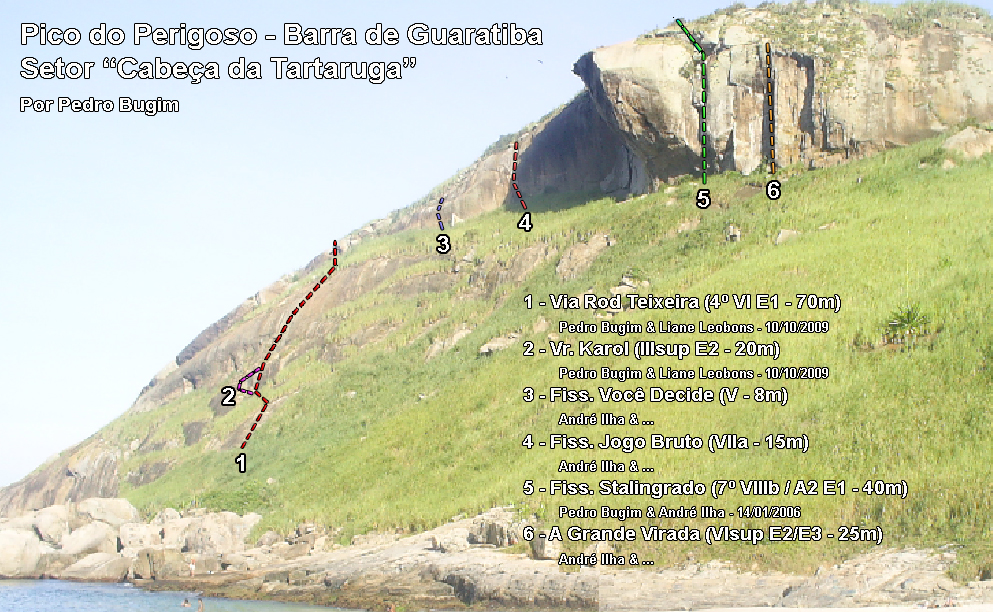 Pico do Perigoso - Barra de Guaratiba
Setor “Cabeça da Tartaruga”
Por Pedro Bugim
5
6
4
3
2
1
1 - Via Rod Teixeira (4º VI E1 - 70m)
Pedro Bugim & Liane Leobons - 10/10/2009
2 - Vr. Karol (IIIsup E2 - 20m)
Pedro Bugim & Liane Leobons - 10/10/2009
3 - Fiss. Você Decide (V - 8m)
André Ilha & ...
4 - Fiss. Jogo Bruto (VIIa - 15m)
André Ilha & ...
5 - Fiss. Stalingrado (7º VIIIb / A2 E1 - 40m)
Pedro Bugim & André Ilha - 14/01/2006
6 - A Grande Virada (VIsup E2/E3 - 25m)
André Ilha & ...